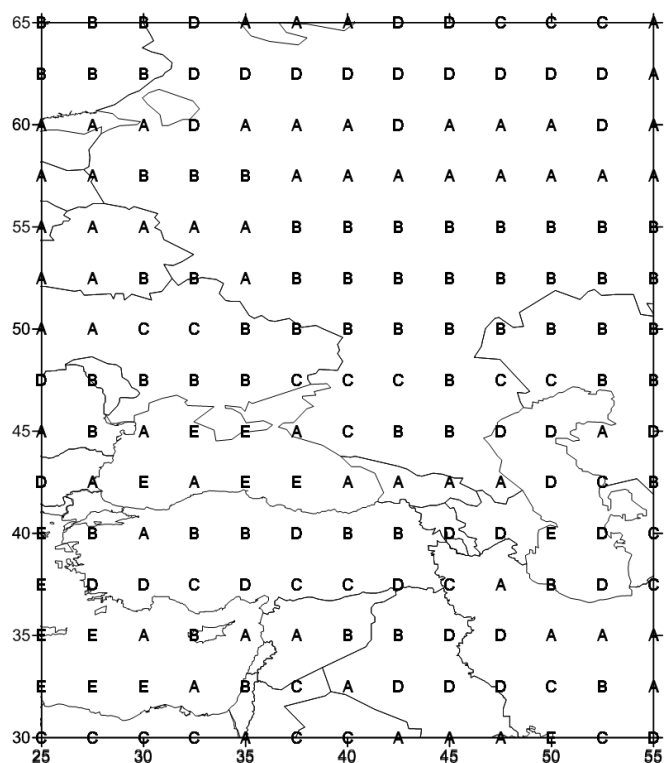 65 B B B D A A A D D C C C A
B B B D D D D D D D D D A
60 A A A D A A A D A A A D A
A A B B B A A A A A A A A
55 A A A A A B B B B B B B B
A A B B A B B B B B B B B
50 A A C C B B B B B B B B B
D B B B B C C C B C C B B
45 A B A E E A C B B D D A D
D A E A E E A A A A D C B
40 E B A B B D B B D D E D C
E D D C D C C D C A B D C
35 E E A B A A B B D D A A A
E E E A B C A D D D C B A
30 C C C C A C C A A A E C D
25 30 35 40 45 50 55